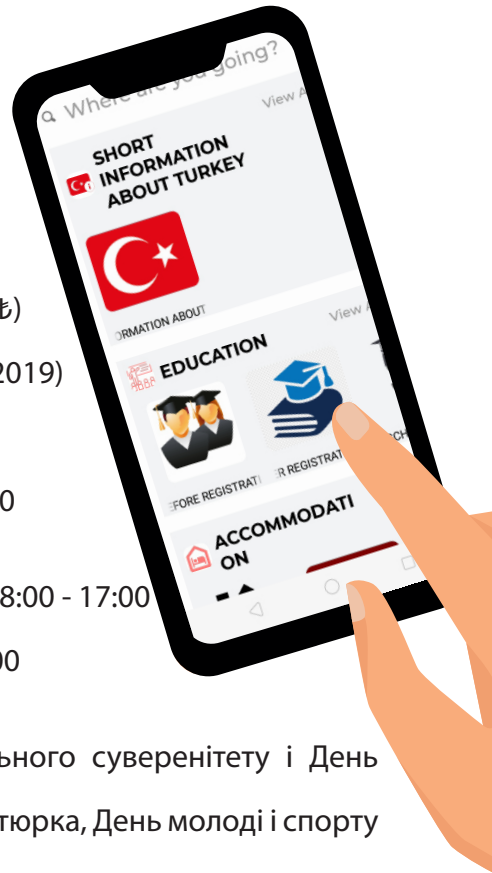 Where are you going?
View A
SHORT
INFORMATION
ABOUT TURKEY
ORMATION ABOUT
₺)
2019)
View A
EDUCATION
EFORE REGISTRATI
R REGISTRAT
CH
0
ACCOMMODATI
ON
8:00 - 17:00
00
ьного суверенітету і День
тюрка, День молоді і спорту